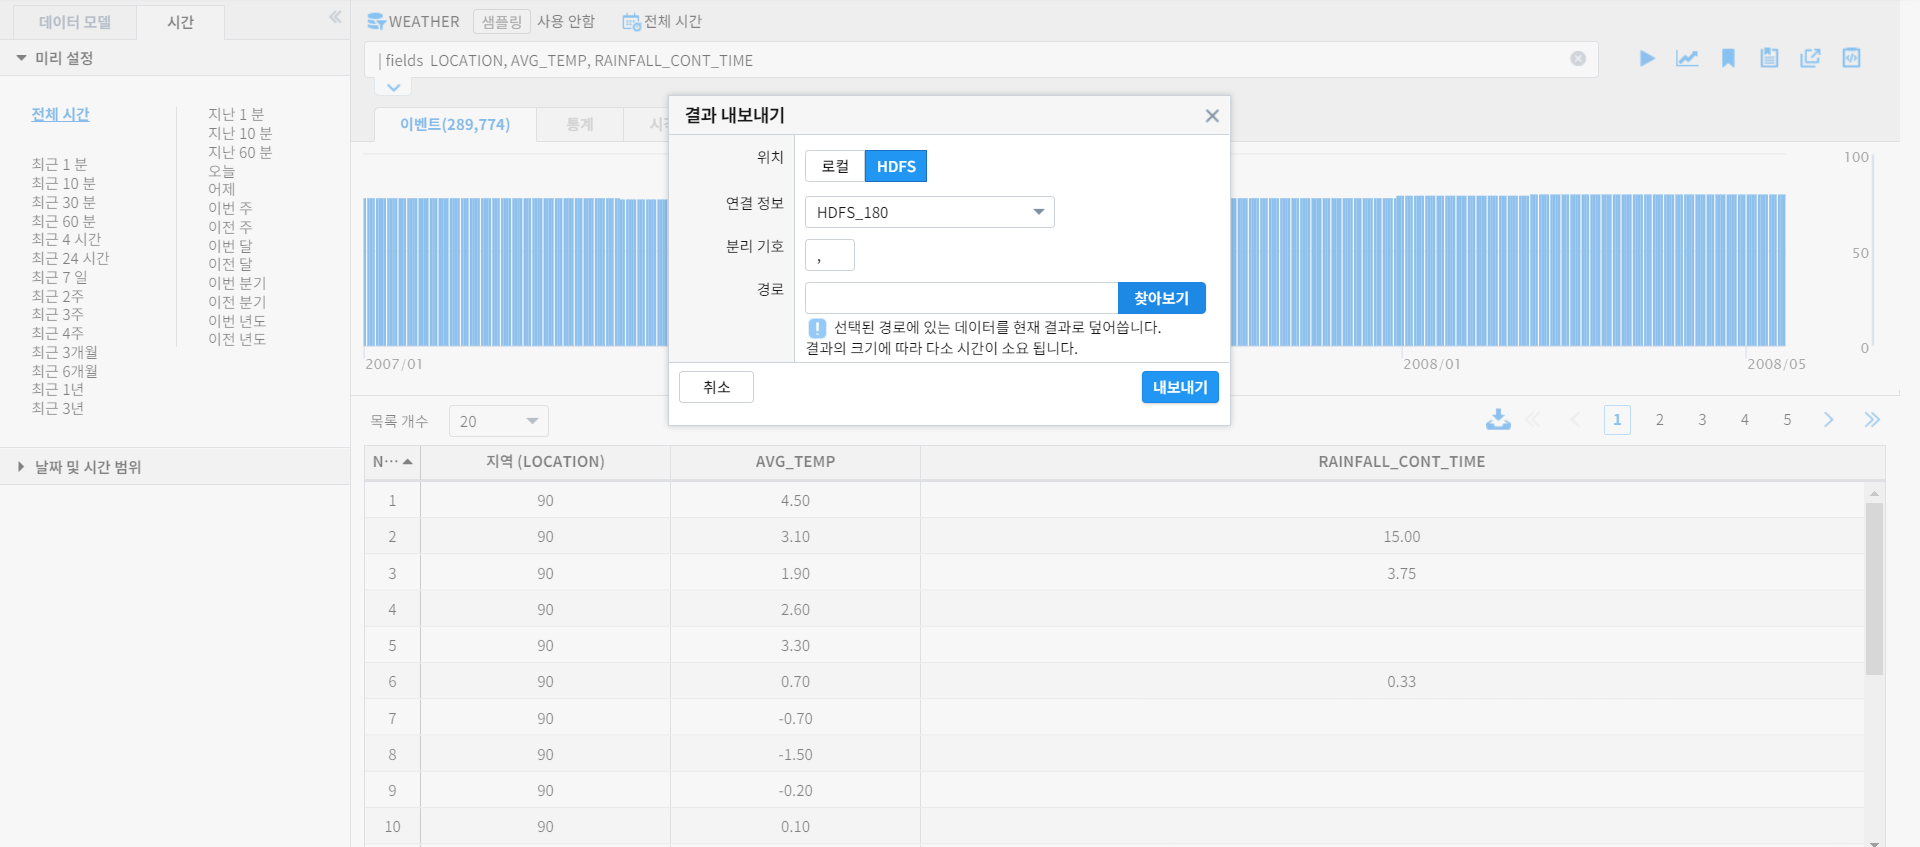 데이터 모델
시간
미리 설정
전체 시간
최근 1 분
최근 10 분
최근 30 분
최근 60 분
최근 4 시간
최근 24 시간
최근 7 일
최근 2주
최근 3주
최근 4주
최근 3개월
최근 6개월
최근 1년
최근 3년
지난 1 분
지난 10 분
지난 60 분
오늘
어제
이번 주
이전 주
이번 달
이전 달
이번 분기
이전 분기
이번 년도
이전 년도
날짜 및 시간 범위
WEATHER 샘플링 사용 안함 전체 시간
| fields LOCATION, AVG_TEMP, RAINFALL_CONT_TIME
이벤트(289,774) 통계
결과 내보내기
위치 로컬 HDFS
연결 정보 HDFS_180
분리 기호 ,
경로 찾아보기
선택된 경로에 있는 데이터를 현재 결과로 덮어씁니다.
결과의 크기에 따라 다소 시간이 소요 됩니다.
취소 내보내기
100
50
0
2007/01 2008/01 2008/05
목록 개수 20 1 2 3 4 5
N··· 지역 (LOCATION) AVG_TEMP RAINFALL_CONT_TIME
1 90 4.50
2 90 3.10 15.00
3 90 1.90 3.75
4 90 2.60
5 90 3.30
6 90 0.70 0.33
7 90 -0.70
8 90 -1.50
9 90 -0.20
10 90 0.10